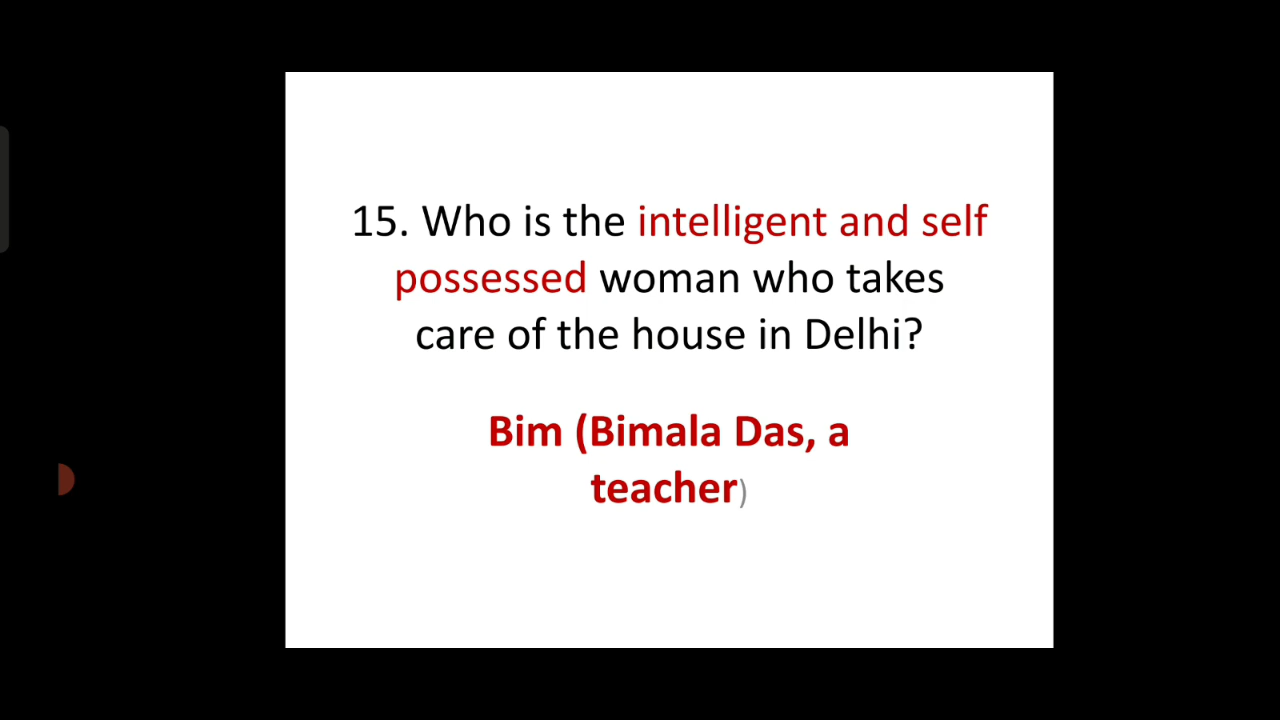 15. Who is the intelligent and self
possessed woman who takes
care of the house in Delhi?
Bim (Bimala Das, a
teacher)